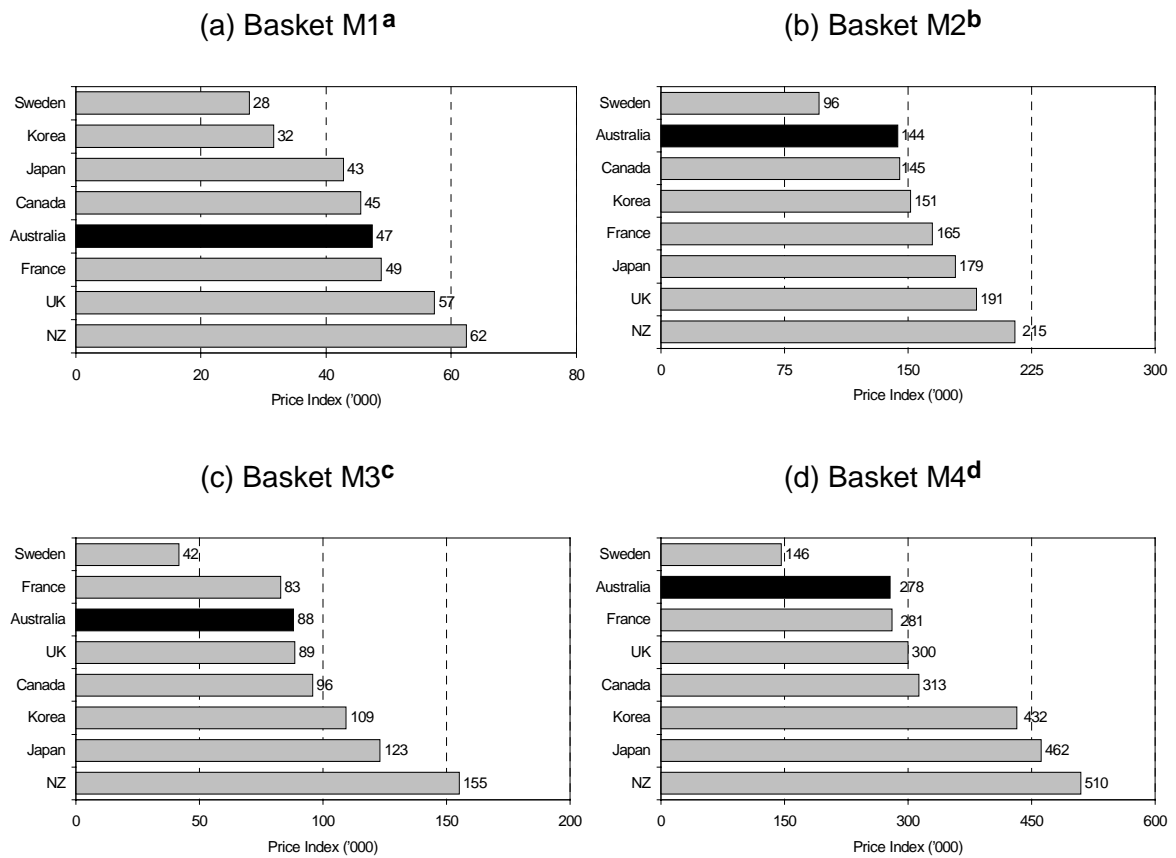 (a) Basket M1a
Sweden 28
Korea 32
Japan 43
Canada 45
Australia 47
France 49
UK 57
NZ 62
0 20 40 60 80
Price Index ('000)
(b) Basket M2b
Sweden 96
Australia 144
Canada 145
Korea 151
France 165
Japan 179
UK 191
NZ 215
0 75 150 225 300
Price Index ('000)
(c) Basket M3c
Sweden 42
France 83
Australia 88
UK 89
Canada 96
Korea 109
Japan 123
NZ 155
0 50 100 150 200
Price Index ('000)
(d) Basket M4d
Sweden 146
Australia 278
France 281
UK 300
Canada 313
Korea 432
Japan 462
NZ 510
0 150 300 450 600
Price Index ('000)